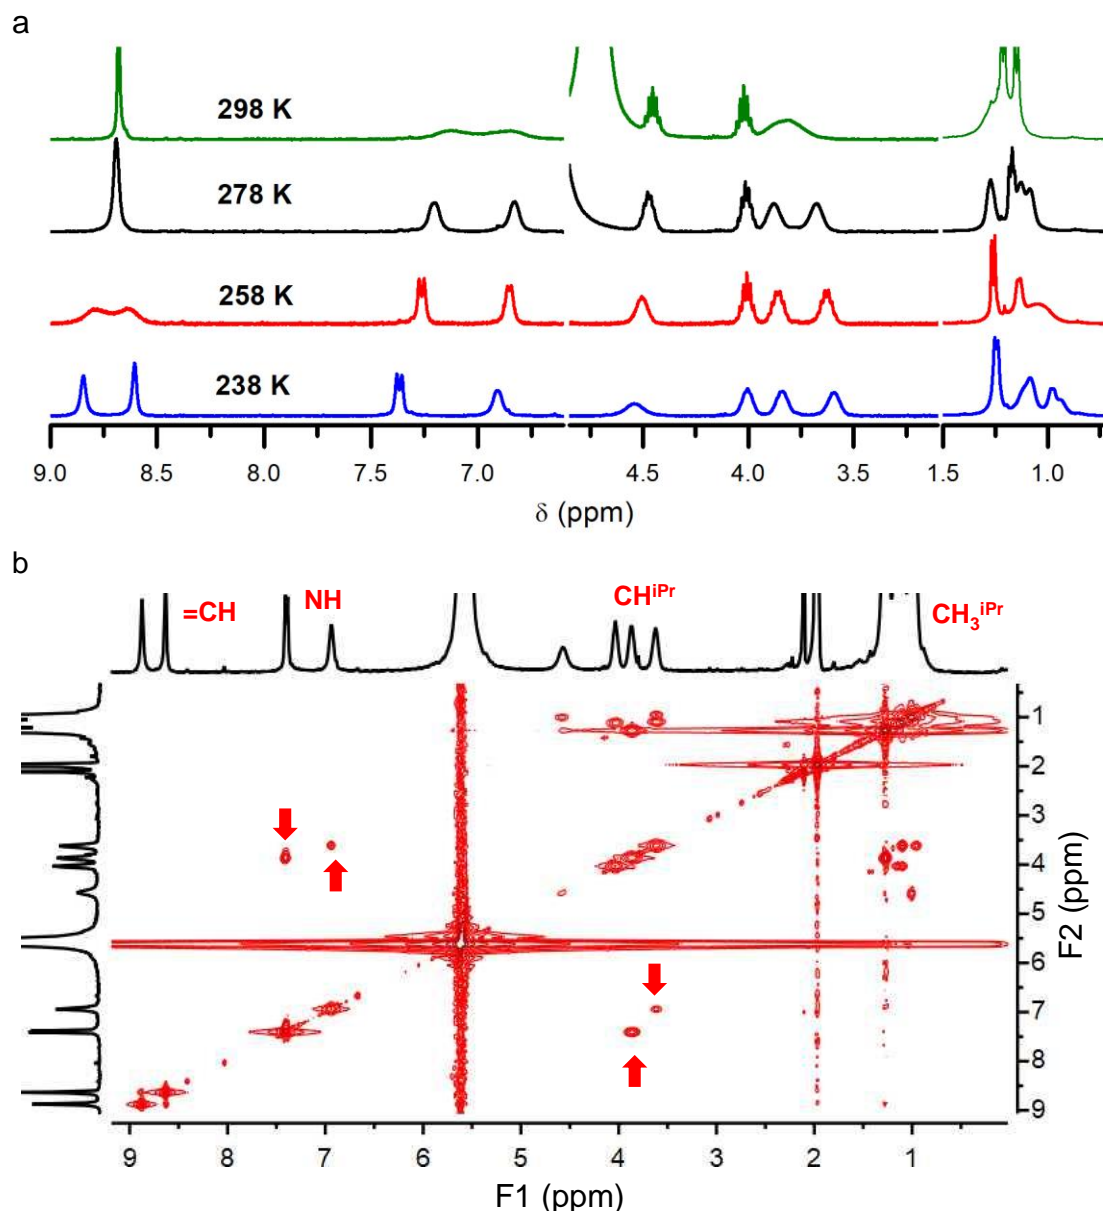 a
298 K
278 K
258 K
238 K
9.0 8.5 8.0 7.5 7.0 4.5 4.0 3.5 1.5 1.0
δ (ppm)
b
=CH NH CH^iPr CH₃^iPr
1
2
3
4
5
6
7
8
9
F2 (ppm)
9 8 7 6 5 4 3 2 1
F1 (ppm)